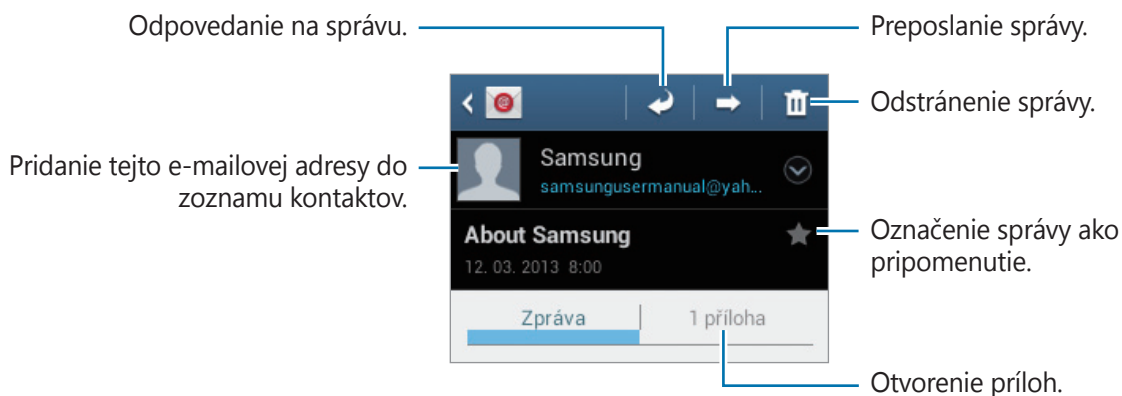 Odpovedanie na správu.
Preposlanie správy.
Odstránenie správy.
Samsung
samsungusermanual@yah...
Pridanie tejto e-mailovej adresy do
zoznamu kontaktov.
About Samsung
12. 03. 2013 8:00
Označenie správy ako
pripomenutie.
Zpráva
1 příloha
Otvorenie príloh.